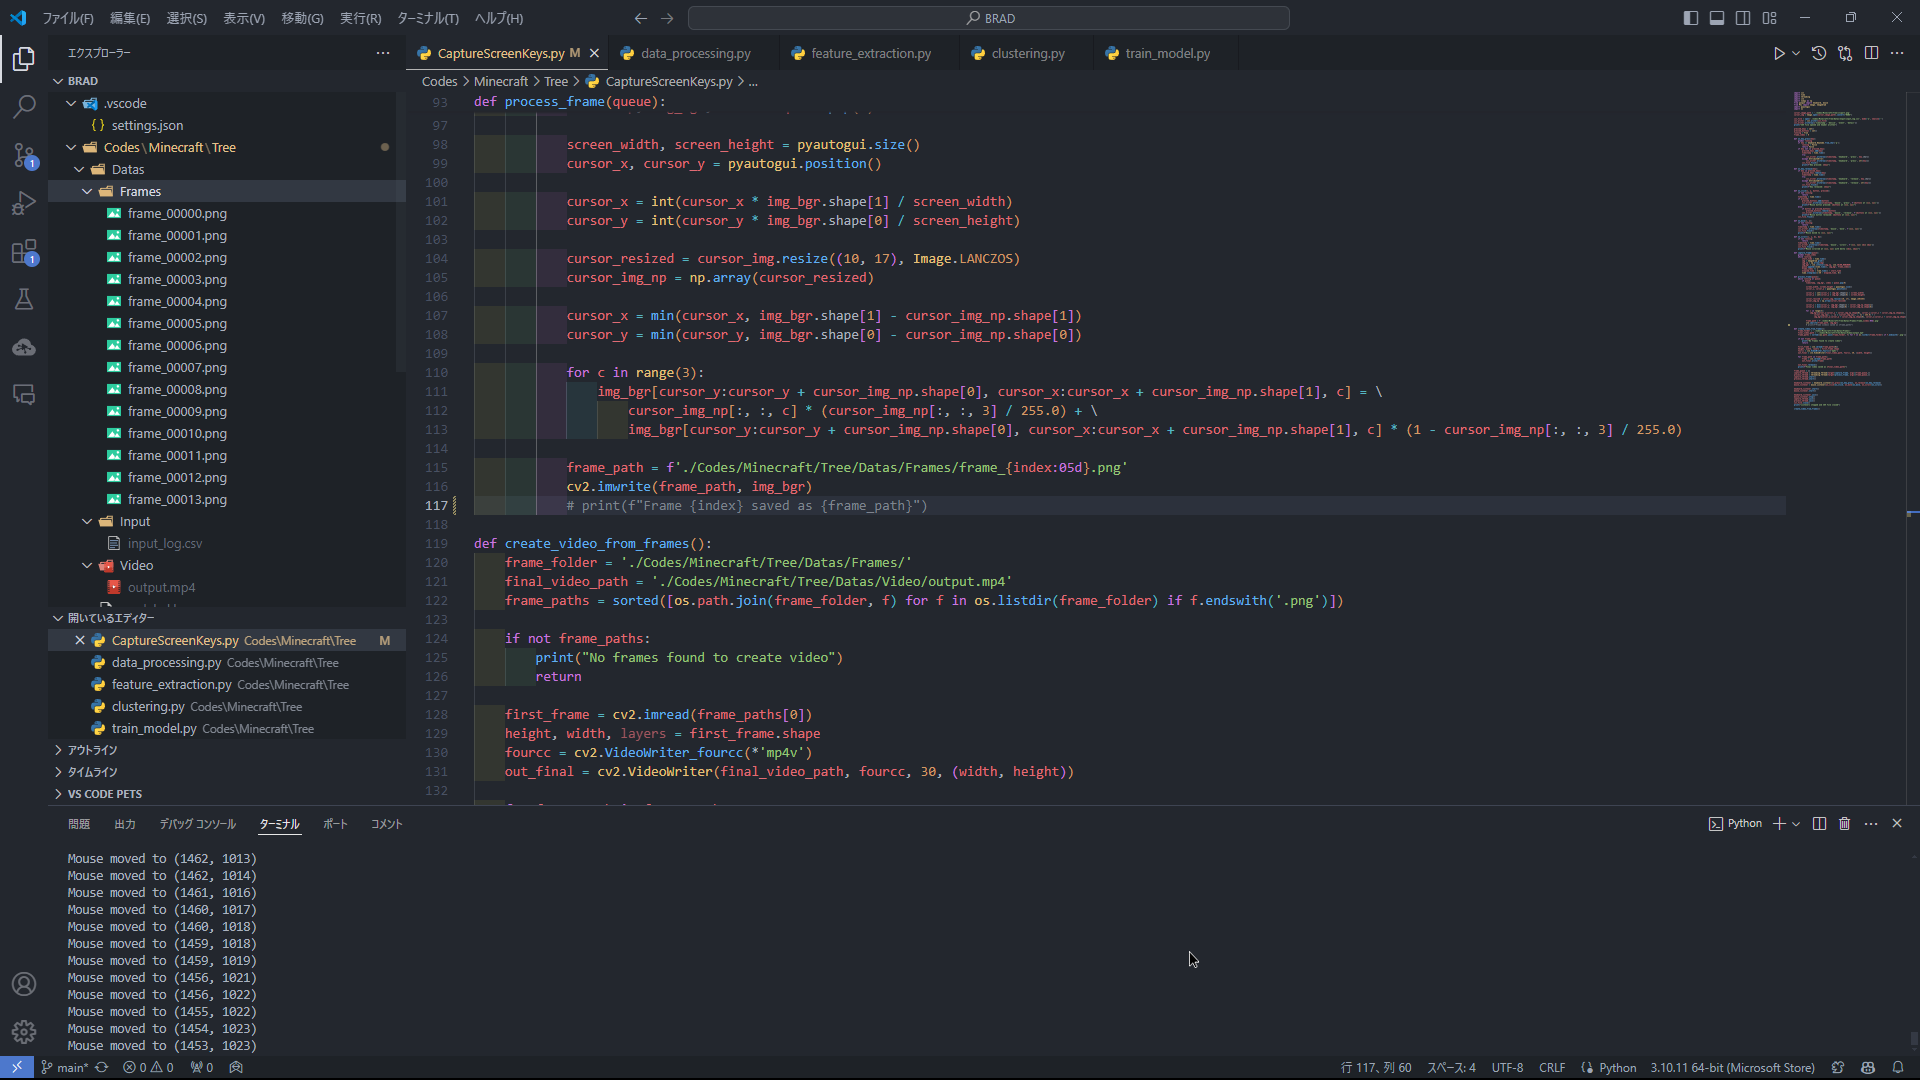 ファイル(F) 編集(E) 選択(S) 表示(V) 移動(G) 実行(R) ターミナル(T) ヘルプ(H)
BRAD
エクスプローラー
BRAD
.vscode
settings.json
Codes\Minecraft\Tree
Datas
Frames
frame_00000.png
frame_00001.png
frame_00002.png
frame_00003.png
frame_00004.png
frame_00005.png
frame_00006.png
frame_00007.png
frame_00008.png
frame_00009.png
frame_00010.png
frame_00011.png
frame_00012.png
frame_00013.png
Input
input_log.csv
Video
output.mp4
開いているエディター
CaptureScreenKeys.py Codes\Minecraft\Tree M
data_processing.py Codes\Minecraft\Tree
feature_extraction.py Codes\Minecraft\Tree
clustering.py Codes\Minecraft\Tree
train_model.py Codes\Minecraft\Tree
アウトライン
タイムライン
VS CODE PETS
1
1
CaptureScreenKeys.py M data_processing.py feature_extraction.py clustering.py train_model.py
Codes > Minecraft > Tree > CaptureScreenKeys.py > ...
93 def process_frame(queue):
97
98 screen_width, screen_height = pyautogui.size()
99 cursor_x, cursor_y = pyautogui.position()
100
101 cursor_x = int(cursor_x * img_bgr.shape[1] / screen_width)
102 cursor_y = int(cursor_y * img_bgr.shape[0] / screen_height)
103
104 cursor_resized = cursor_img.resize((10, 17), Image.LANCZOS)
105 cursor_img_np = np.array(cursor_resized)
106
107 cursor_x = min(cursor_x, img_bgr.shape[1] - cursor_img_np.shape[1])
108 cursor_y = min(cursor_y, img_bgr.shape[0] - cursor_img_np.shape[0])
109
110 for c in range(3):
111 img_bgr[cursor_y:cursor_y + cursor_img_np.shape[0], cursor_x:cursor_x + cursor_img_np.shape[1], c] = \
112 cursor_img_np[:, :, c] * (cursor_img_np[:, :, 3] / 255.0) + \
113 img_bgr[cursor_y:cursor_y + cursor_img_np.shape[0], cursor_x:cursor_x + cursor_img_np.shape[1], c] * (1 - cursor_img_np[:, :, 3] / 255.0)
114
115 frame_path = f'./Codes/Minecraft/Tree/Datas/Frames/frame_{index:05d}.png'
116 cv2.imwrite(frame_path, img_bgr)
117 # print(f"Frame {index} saved as {frame_path}")
118
119 def create_video_from_frames():
120 frame_folder = './Codes/Minecraft/Tree/Datas/Frames/'
121 final_video_path = './Codes/Minecraft/Tree/Datas/Video/output.mp4'
122 frame_paths = sorted([os.path.join(frame_folder, f) for f in os.listdir(frame_folder) if f.endswith('.png')])
123
124 if not frame_paths:
125 print("No frames found to create video")
126 return
127
128 first_frame = cv2.imread(frame_paths[0])
129 height, width, layers = first_frame.shape
130 fourcc = cv2.VideoWriter_fourcc(*'mp4v')
131 out_final = cv2.VideoWriter(final_video_path, fourcc, 30, (width, height))
132
問題 出力 デバッグ コンソール ターミナル ポート コメント
Python
Mouse moved to (1462, 1013)
Mouse moved to (1462, 1014)
Mouse moved to (1461, 1016)
Mouse moved to (1460, 1017)
Mouse moved to (1460, 1018)
Mouse moved to (1459, 1018)
Mouse moved to (1459, 1019)
Mouse moved to (1456, 1021)
Mouse moved to (1456, 1022)
Mouse moved to (1455, 1022)
Mouse moved to (1454, 1023)
Mouse moved to (1453, 1023)
main* 0 0 0 行 117、列 60 スペース: 4 UTF-8 CRLF Python 3.10.11 64-bit (Microsoft Store)